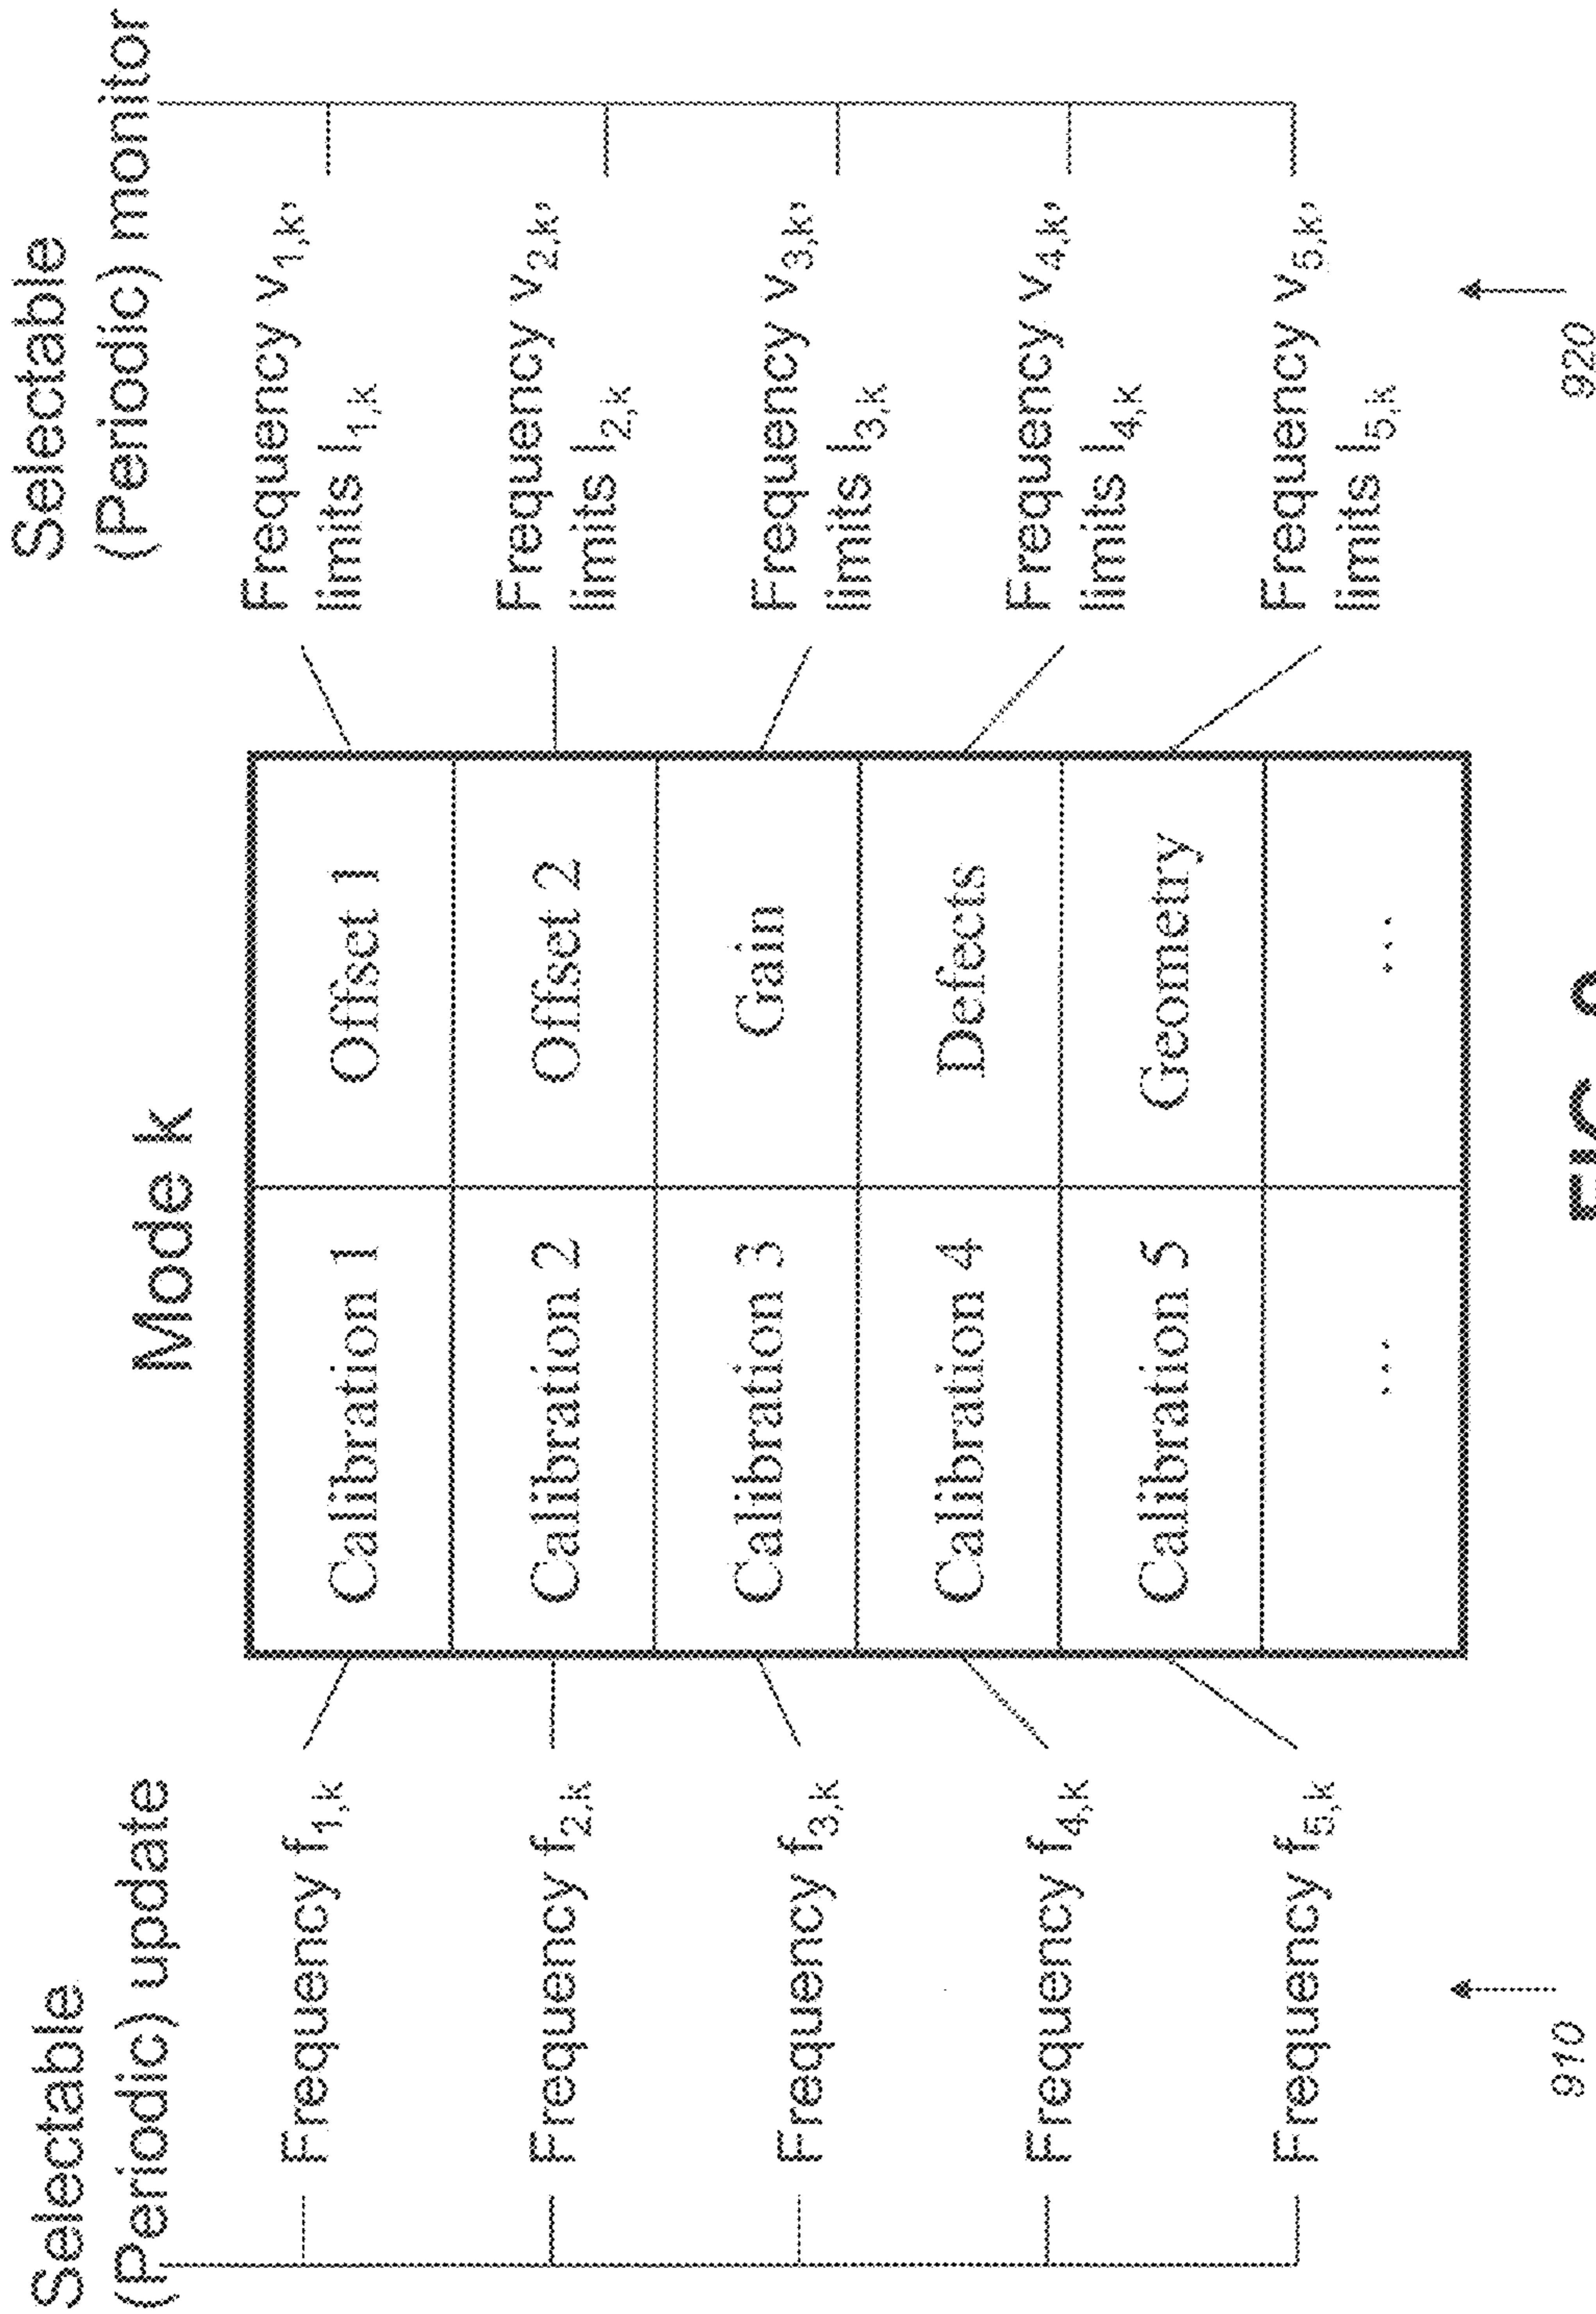 Selectable
(Periodic) update
Frequency f1,k
Frequency f2,k
Frequency f3,k
Frequency f4,k
Frequency f5,k
910
Mode k
Calibration 1 Offset 1
Calibration 2 Offset 2
Calibration 3 Gain
Calibration 4 Defects
Calibration 5 Geometry
... ...
Selectable
(Periodic) monitor
Frequency v1,k,
limits l1,k
Frequency v2,k,
limits l2,k
Frequency v3,k,
limits l3,k
Frequency v4,k,
limits l4,k
Frequency v5,k,
limits l5,k
920